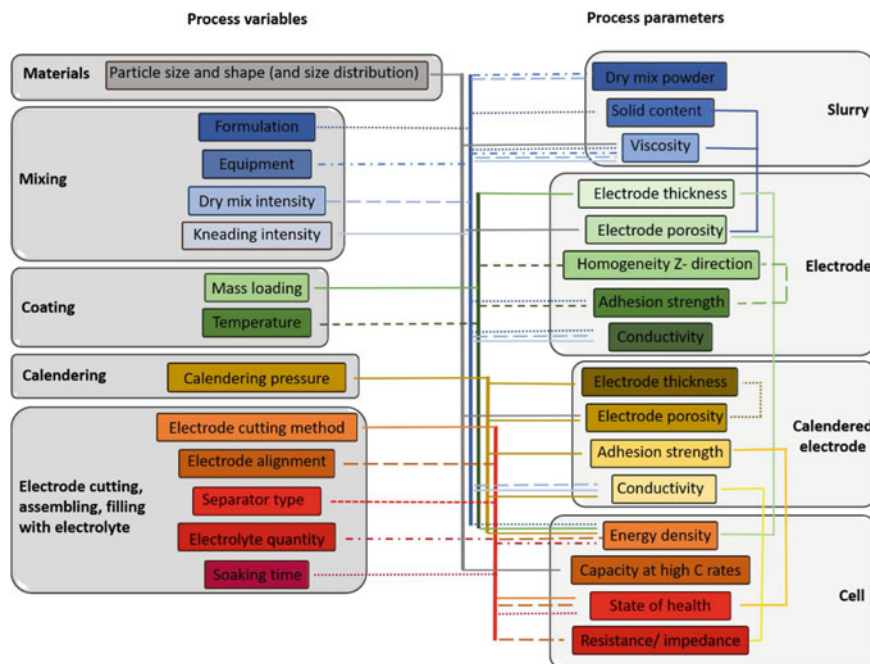 Process variables
Process parameters
Materials
Particle size and shape (and size distribution)
Mixing
Formulation
Equipment
Dry mix intensity
Kneading intensity
Coating
Mass loading
Temperature
Calendering
Calendering pressure
Electrode cutting,
assembling, filling
with electrolyte
Electrode cutting method
Electrode alignment
Separator type
Electrolyte quantity
Soaking time
Dry mix powder
Solid content
Viscosity
Slurry
Electrode thickness
Electrode porosity
Homogeneity Z- direction
Adhesion strength
Conductivity
Electrode
Electrode thickness
Electrode porosity
Adhesion strength
Conductivity
Calendered
electrode
Energy density
Capacity at high C rates
State of health
Resistance/ impedance
Cell